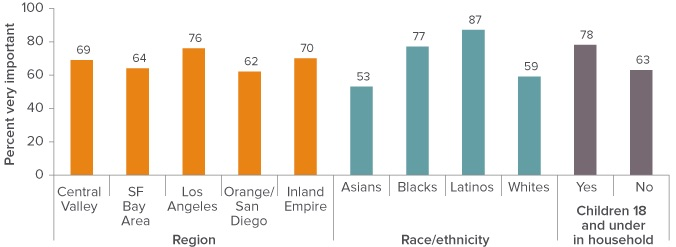 Percent very important
100
80
60
40
20
0
69
64
76
62
70
53
77
87
59
78
63
Central Valley
SF Bay Area
Los Angeles
Orange/ San Diego
Inland Empire
Asians
Blacks
Latinos
Whites
Yes
No
Region
Race/ethnicity
Children 18
and under
in household